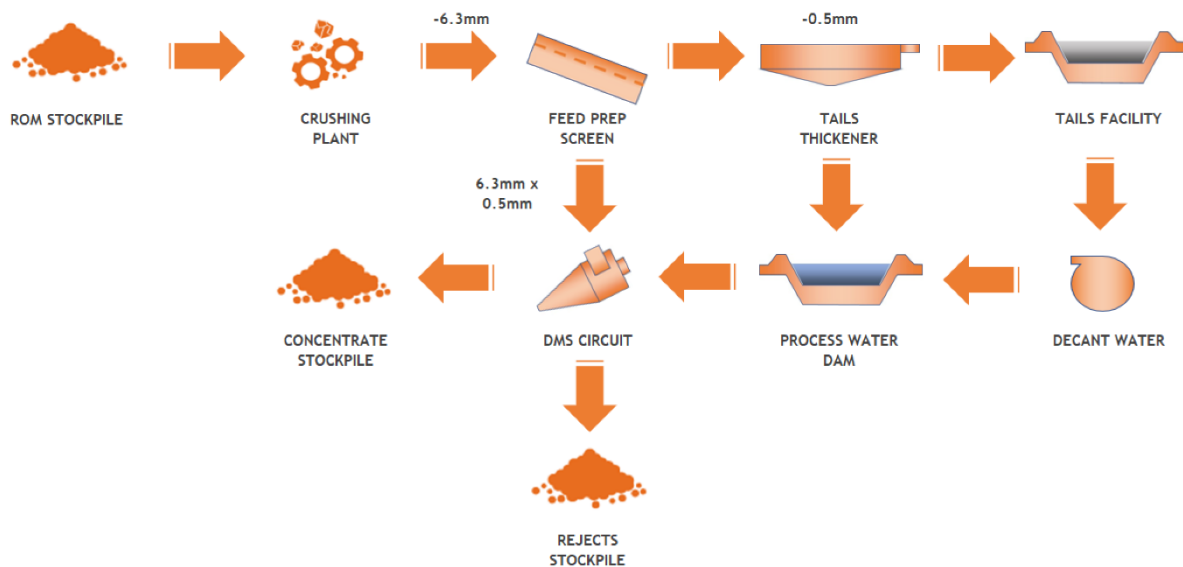 -6.3mm
-0.5mm
ROM STOCKPILE
CRUSHING
PLANT
FEED PREP
SCREEN
TAILS
THICKENER
TAILS FACILITY
6.3mm x
0.5mm
CONCENTRATE
STOCKPILE
DMS CIRCUIT
PROCESS WATER
DAM
DECANT WATER
REJECTS
STOCKPILE